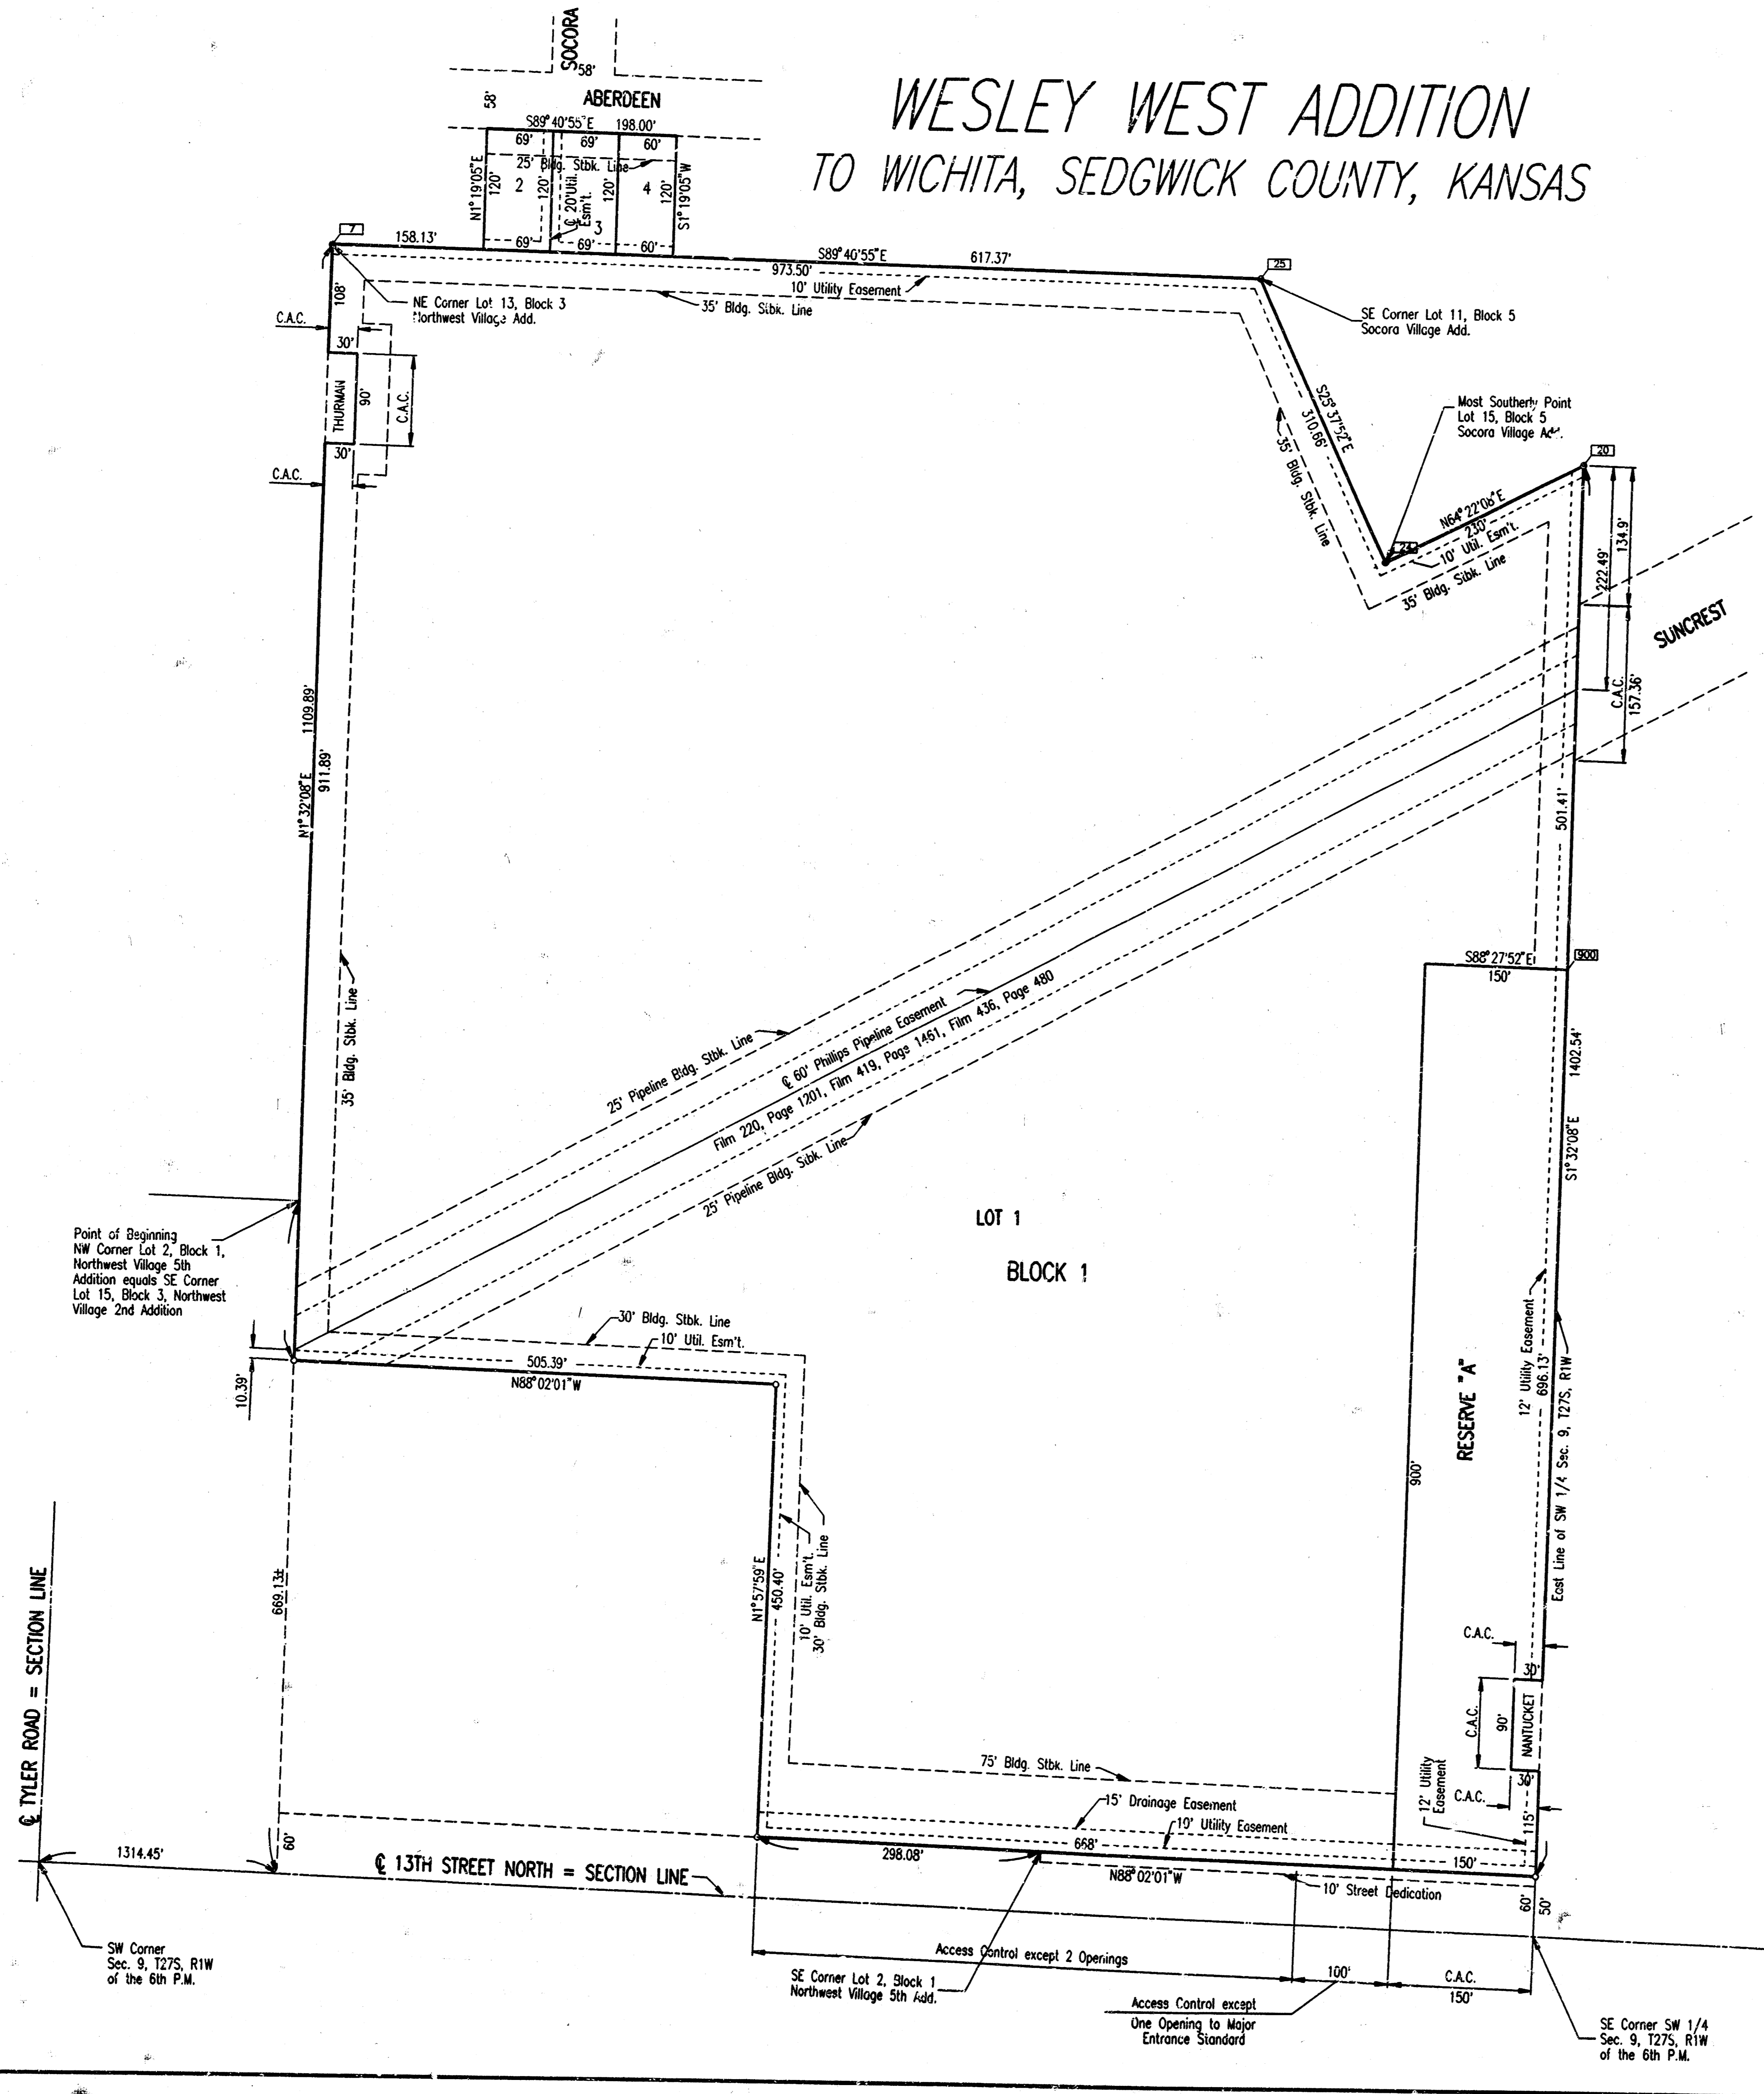 SOCORA
58'
WESLEY WEST ADDITION
TO WICHITA, SEDGWICK COUNTY, KANSAS
58'
ABERDEEN
S89°40'55"E 198.00'
69' 69' 60'
25' Bldg. Stbk. Line
N1°19'05"E
120'
2
120'
℄ 20' Util.
Esm't.
3
120'
4
120'
S1°19'05"W
69' 69' 60'
7
158.13'
S89°40'55"E 617.37'
973.50'
10' Utility Easement
35' Bldg. Stbk. Line
25
NE Corner Lot 13, Block 3
Northwest Village Add.
SE Corner Lot 11, Block 5
Socora Village Add.
108'
C.A.C.
30'
THURMAN
90'
C.A.C.
30'
C.A.C.
S25°37'52"E
310.66'
35' Bldg. Stbk. Line
Most Southerly Point
Lot 15, Block 5
Socora Village Add.
20
N64°22'08"E
230'
24
10' Util. Esm't.
35' Bldg. Stbk. Line
222.49'
134.9'
SUNCREST
C.A.C.
157.36'
N1°32'08"E 1109.89'
911.89'
501.41'
35' Bldg. Stbk. Line
S88°27'52"E
150'
900
25' Pipeline Bldg. Stbk. Line
℄ 60' Phillips Pipeline Easement
Film 220, Page 1201, Film 419, Page 1461, Film 436, Page 480
25' Pipeline Bldg. Stbk. Line
S1°32'08"E 1402.54'
LOT 1
BLOCK 1
Point of Beginning
NW Corner Lot 2, Block 1,
Northwest Village 5th
Addition equals SE Corner
Lot 15, Block 3, Northwest
Village 2nd Addition
30' Bldg. Stbk. Line
10' Util. Esm't.
505.39'
N88°02'01"W
10.39'
12' Utility Easement
696.13'
East Line of SW 1/4 Sec. 9, T27S, R1W
RESERVE "A"
900'
669.13±
N1°57'59"E
450.40'
10' Util. Esm't.
30' Bldg. Stbk. Line
℄ TYLER ROAD = SECTION LINE
C.A.C.
30'
C.A.C.
90'
NANTUCKET
30'
C.A.C.
12' Utility
Easement
115'
75' Bldg. Stbk. Line
15' Drainage Easement
10' Utility Easement
668'
150'
1314.45'
60'
℄ 13TH STREET NORTH = SECTION LINE
298.08'
N88°02'01"W
10' Street Dedication
60'
50'
SW Corner
Sec. 9, T27S, R1W
of the 6th P.M.
Access Control except 2 Openings
100'
C.A.C.
150'
SE Corner Lot 2, Block 1
Northwest Village 5th Add.
Access Control except
One Opening to Major
Entrance Standard
SE Corner SW 1/4
Sec. 9, T27S, R1W
of the 6th P.M.